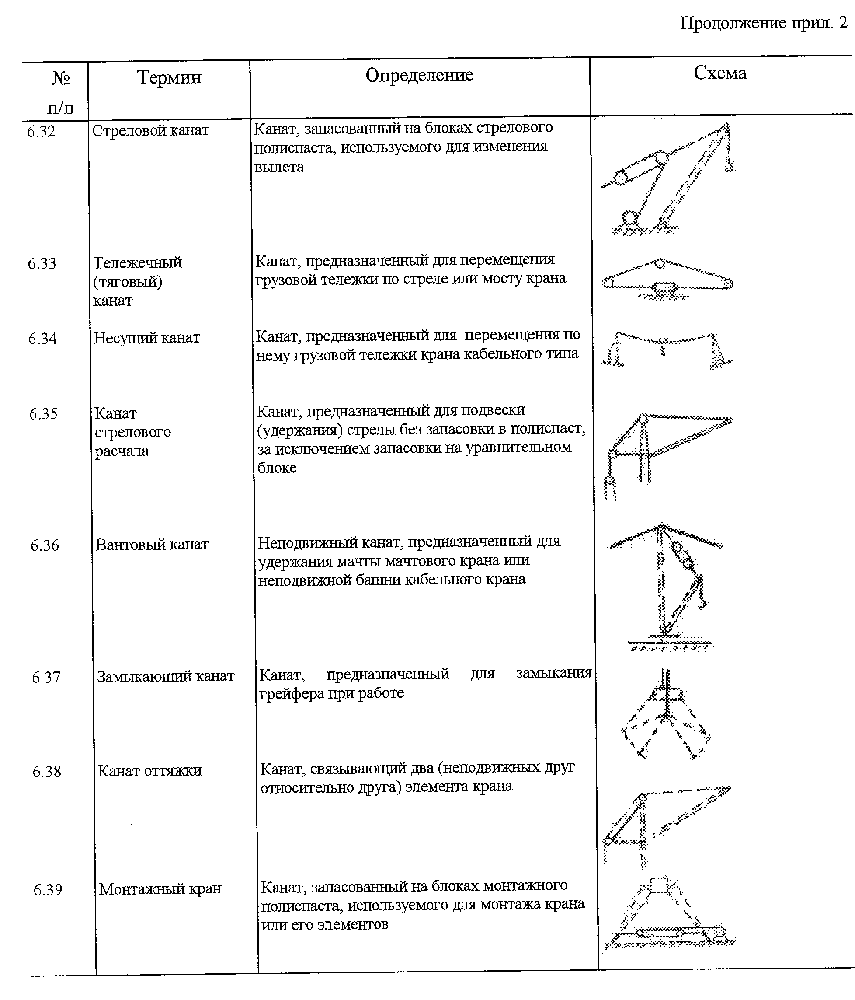 Продолжение прил. 2
№ п/п
Термин
Определение
Схема
6.32
Стреловой канат
Канат, запасованный на блоках стрелового
полиспаста, используемого для изменения
вылета
6.33
Тележечный
(тяговый)
канат
Канат, предназначенный для перемещения
грузовой тележки по стреле или мосту крана
6.34
Несущий канат
Канат, предназначенный для перемещения по
нему грузовой тележки крана кабельного типа
6.35
Канат
стрелового
расчала
Канат, предназначенный для подвески
(удержания) стрелы без запасовки в полиспаст,
за исключением запасовки на уравнительном
блоке
6.36
Вантовый канат
Неподвижный канат, предназначенный для
удержания мачты мачтового крана или
неподвижной башни кабельного крана
6.37
Замыкающий канат
Канат, предназначенный для замыкания
грейфера при работе
6.38
Канат оттяжки
Канат, связывающий два (неподвижных друг
относительно друга) элемента крана
6.39
Монтажный кран
Канат, запасованный на блоках монтажного
полиспаста, используемого для монтажа крана
или его элементов